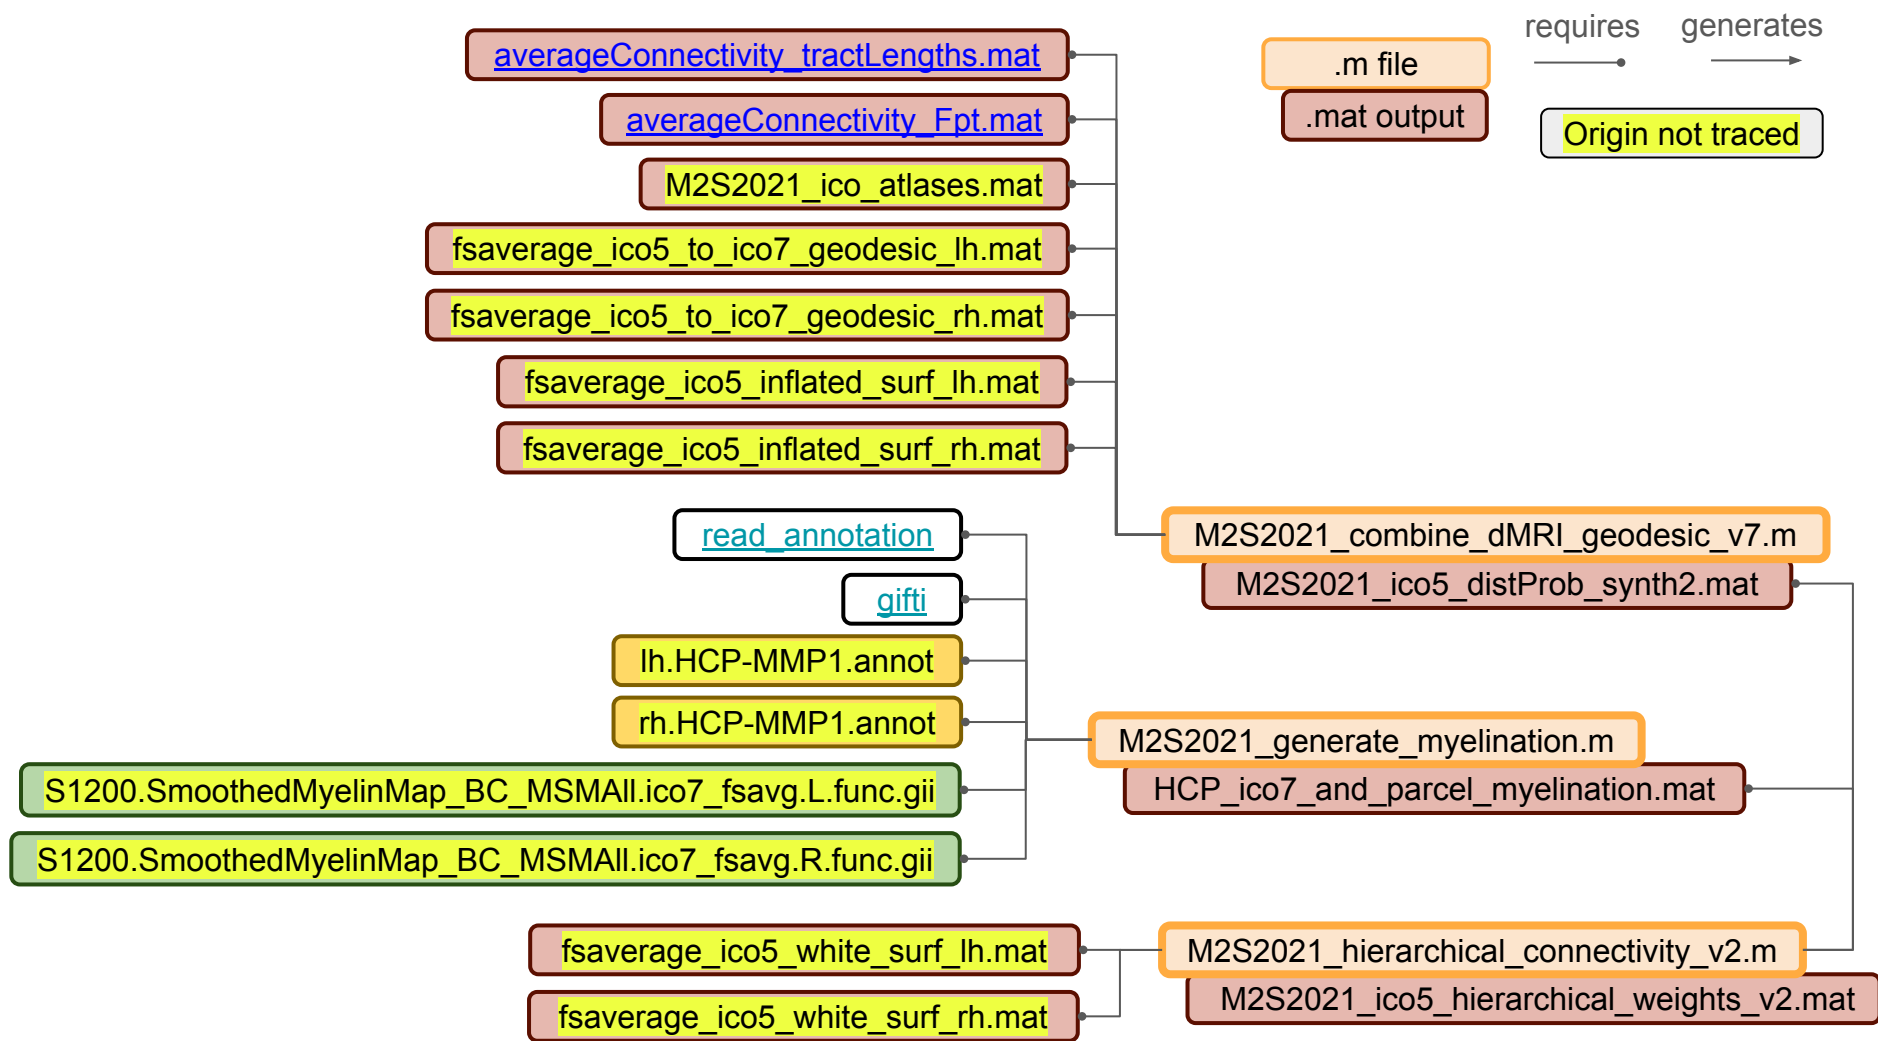 requires generates
averageConnectivity_tractLengths.mat
.m file
averageConnectivity_Fpt.mat
.mat output
Origin not traced
M2S2021_ico_atlases.mat
fsaverage_ico5_to_ico7_geodesic_lh.mat
fsaverage_ico5_to_ico7_geodesic_rh.mat
fsaverage_ico5_inflated_surf_lh.mat
fsaverage_ico5_inflated_surf_rh.mat
read_annotation
M2S2021_combine_dMRI_geodesic_v7.m
M2S2021_ico5_distProb_synth2.mat
gifti
lh.HCP-MMP1.annot
rh.HCP-MMP1.annot
M2S2021_generate_myelination.m
HCP_ico7_and_parcel_myelination.mat
S1200.SmoothedMyelinMap_BC_MSMAll.ico7_fsavg.L.func.gii
S1200.SmoothedMyelinMap_BC_MSMAll.ico7_fsavg.R.func.gii
fsaverage_ico5_white_surf_lh.mat
M2S2021_hierarchical_connectivity_v2.m
M2S2021_ico5_hierarchical_weights_v2.mat
fsaverage_ico5_white_surf_rh.mat